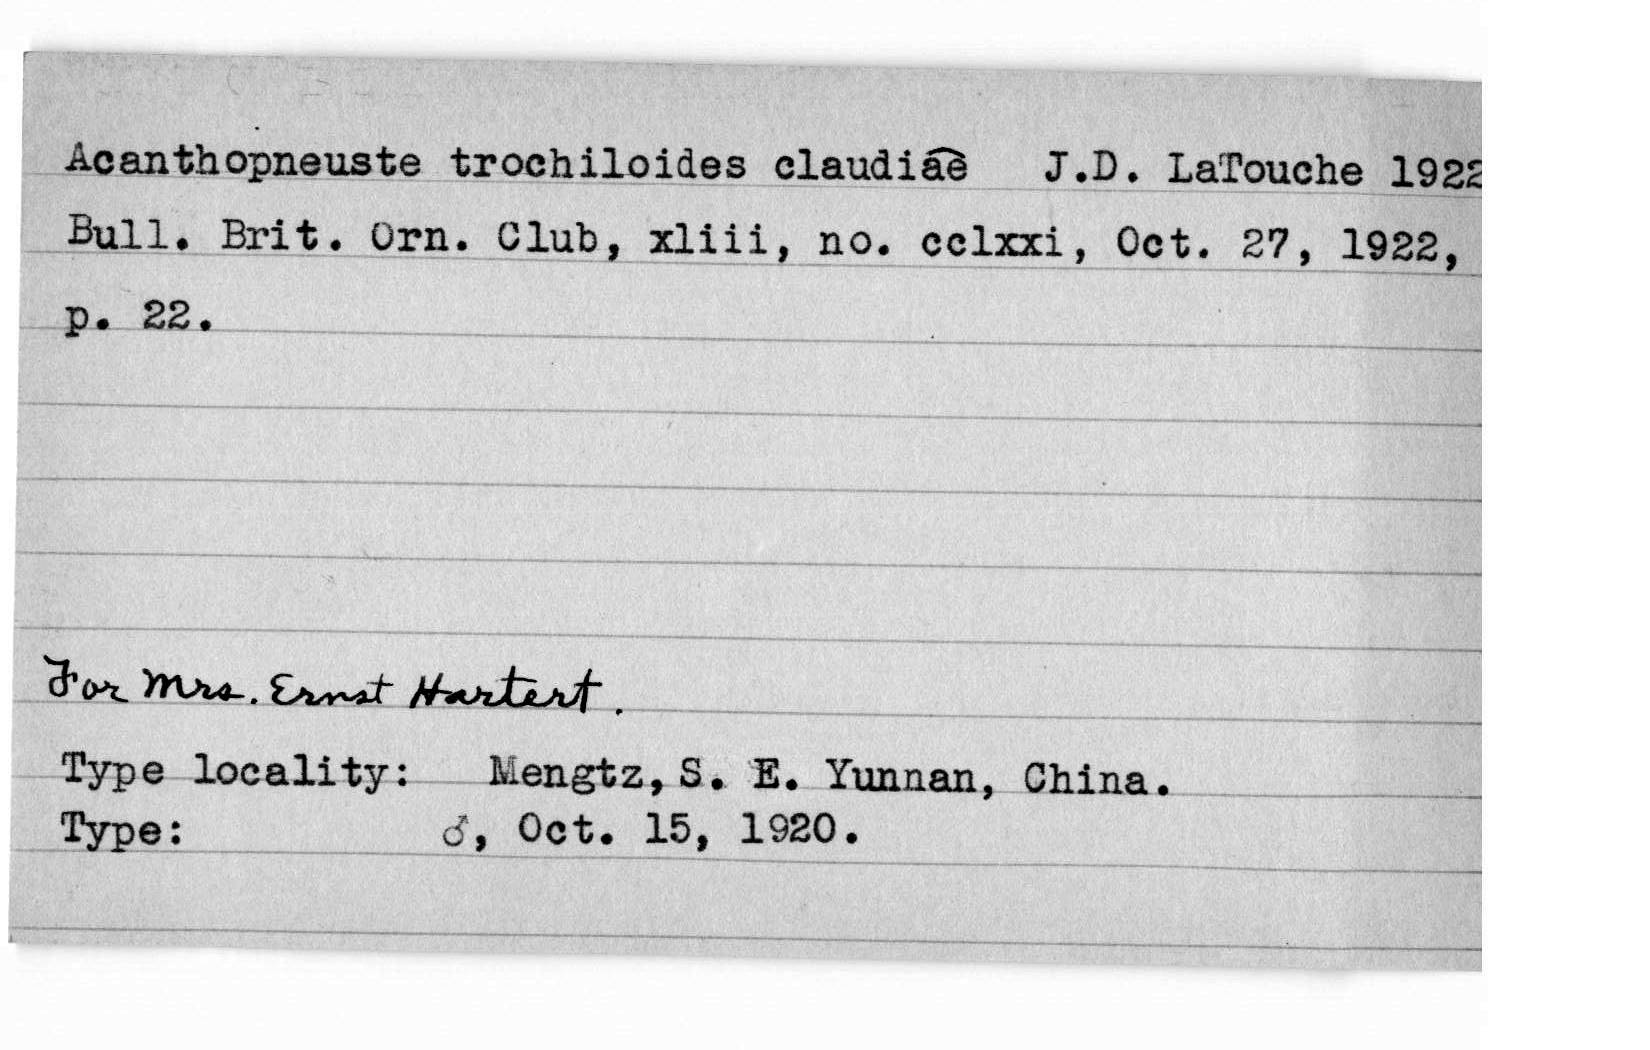 Acanthopneuste trochiloides claudiae J.D. LaTouche 1922
Bull. Brit. Orn. Club, xliii, no. cclxxi, Oct. 27, 1922,
p. 22.
For Mrs. Ernst Hartert.
Type locality: Mengtz, S. E. Yunnan, China.
Type: ♂, Oct. 15, 1920.